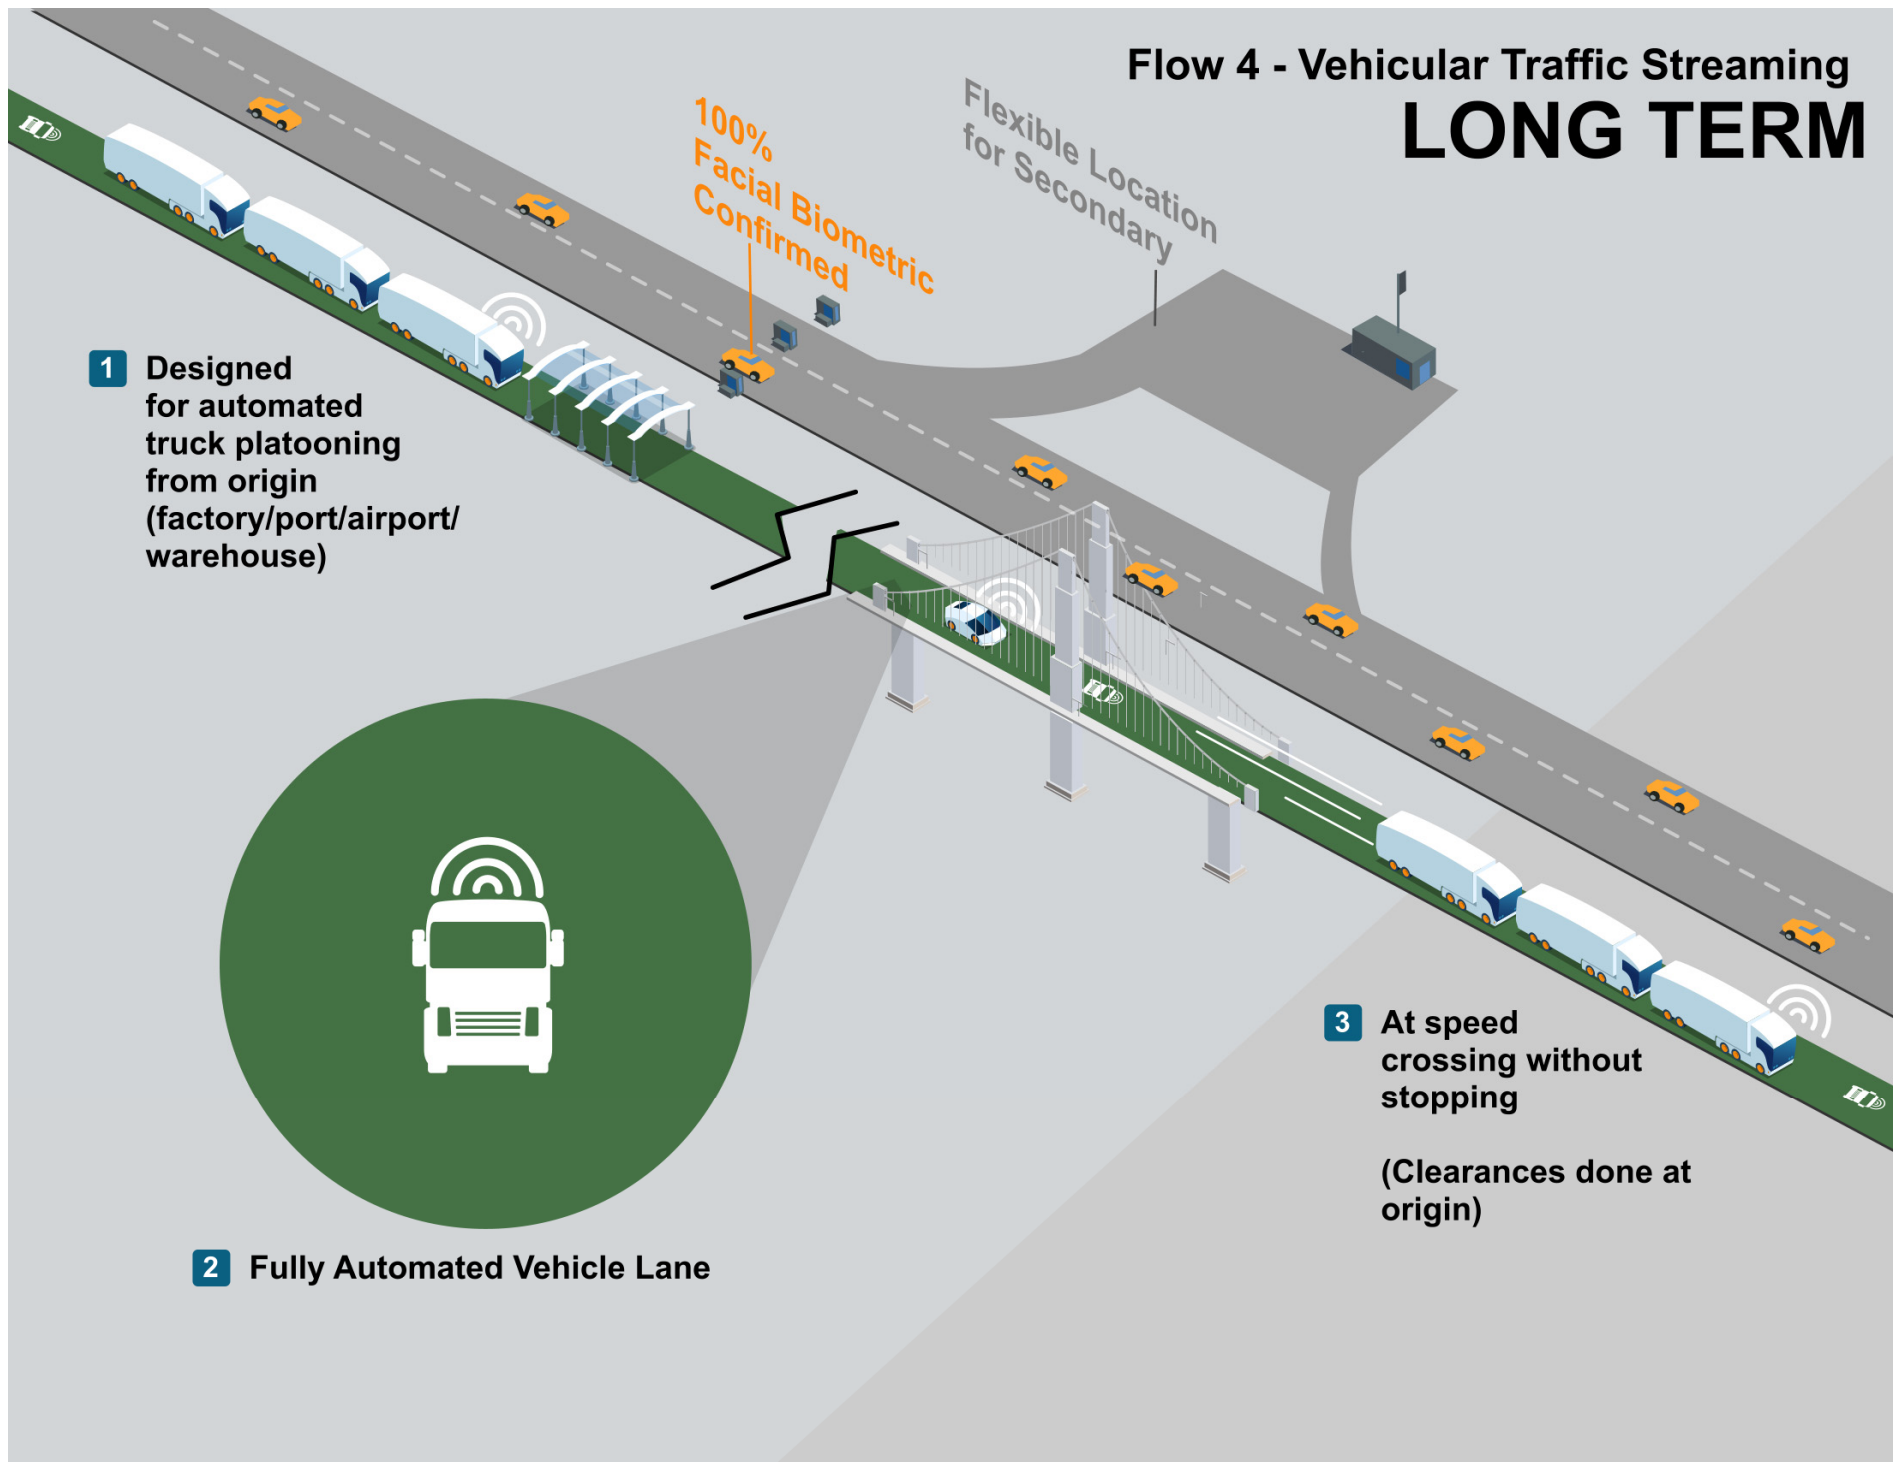 Flow 4 - Vehicular Traffic Streaming
LONG TERM
100%
Facial Biometric
Confirmed
Flexible Location
for Secondary
1
Designed
for automated
truck platooning
from origin
(factory/port/airport/
warehouse)
2
Fully Automated Vehicle Lane
3
At speed
crossing without
stopping
(Clearances done at
origin)